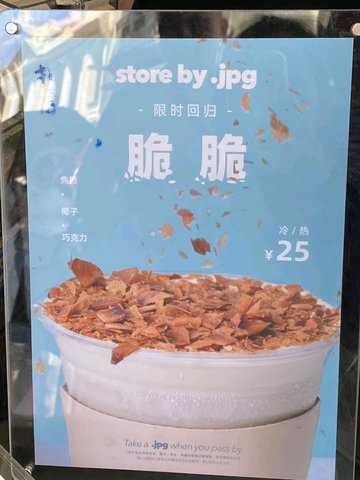 store by .jpg
- 限时回归 -
脆 脆
焦糖
·
椰子
·
巧克力
冷 / 热
¥25
Take a .jpg when you pass by